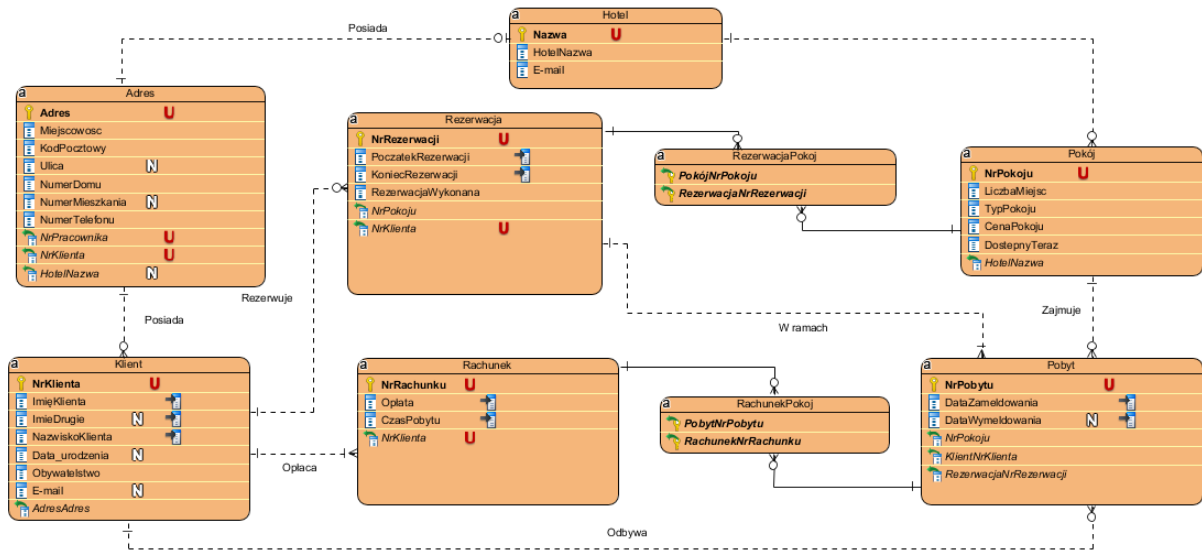 Hotel
Nazwa U
HotelNazwa
E-mail
Posiada
Adres
Adres U
Miejscowosc
KodPocztowy
Ulica N
NumerDomu
NumerMieszkania N
NumerTelefonu
NrPracownika U
NrKlienta U
HotelNazwa N
Rezerwacja
NrRezerwacji U
PoczatekRezerwacji
KoniecRezerwacji
RezerwacjaWykonana
NrPokoju
NrKlienta U
RezerwacjaPokoj
PokójNrPokoju
RezerwacjaNrRezerwacji
Pokój
NrPokoju U
LiczbaMiejsc
TypPokoju
CenaPokoju
DostepnyTeraz
HotelNazwa
Rezerwuje
Posiada
W ramach
Zajmuje
Klient
NrKlienta U
ImięKlienta
ImieDrugie N
NazwiskoKlienta
Data_urodzenia N
Obywatelstwo
E-mail N
AdresAdres
Opłaca
Rachunek
NrRachunku U
Opłata
CzasPobytu
NrKlienta U
RachunekPokoj
PobytNrPobytu
RachunekNrRachunku
Pobyt
NrPobytu U
DataZameldowania
DataWymeldowania N
NrPokoju
KlientNrKlienta
RezerwacjaNrRezerwacji
Odbywa